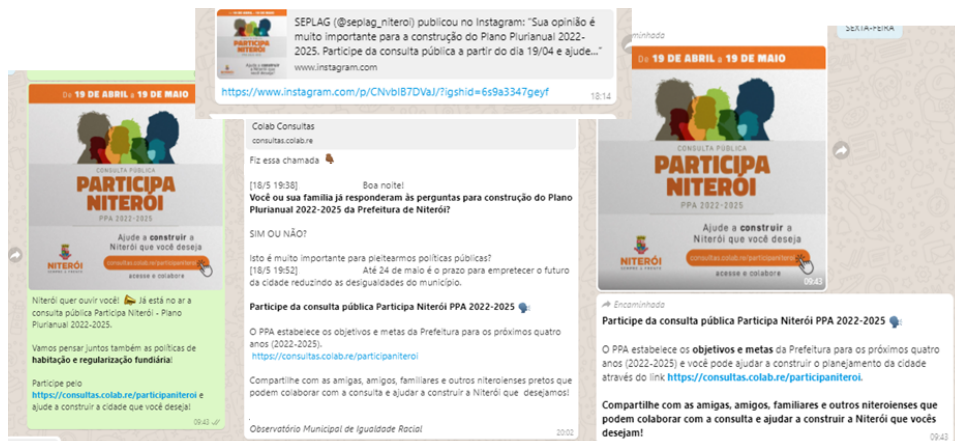 SEPLAG (@seplag_niteroi) publicou no Instagram: "Sua opinião é
muito importante para a construção do Plano Plurianual 2022-
2025. Participe da consulta pública a partir do dia 19/04 e ajude..."
www.instagram.com
https://www.instagram.com/p/CNvbIB7DVaJ/?igshid=6s9a3347geyf
18:14
PARTICIPA
NITERÓI
De 19 DE ABRIL a 19 DE MAIO
CONSULTA PÚBLICA
PARTICIPA
NITERÓI
PPA 2022-2025
Ajude a construir a
Niterói que você deseja
consultas.colab.re/participaniteroi
acesse e colabore
NITERÓI
Niterói quer ouvir você! Já está no ar a
consulta pública Participa Niterói - Plano
Plurianual 2022-2025.
Vamos pensar juntos também as políticas de
habitação e regularização fundiária!
Participe pelo
https://consultas.colab.re/participaniteroi e
ajude a construir a cidade que você deseja!
09:43
Colab Consultas
consultas.colab.re
Fiz essa chamada
[18/5 19:38] Boa noite!
Você ou sua família já responderam às perguntas para construção do Plano
Plurianual 2022-2025 da Prefeitura de Niterói?
SIM OU NÃO?
Isto é muito importante para pleitearmos políticas públicas?
[18/5 19:52] Até 24 de maio é o prazo para empretecer o futuro
da cidade reduzindo as desigualdades do município.
Participe da consulta pública Participa Niterói PPA 2022-2025
O PPA estabelece os objetivos e metas da Prefeitura para os próximos quatro
anos (2022-2025).
https://consultas.colab.re/participaniteroi
Compartilhe com as amigas, amigos, familiares e outros niteroienses pretos que
podem colaborar com a consulta e ajudar a construir a Niterói que desejamos!
.
Observatório Municipal de Igualdade Racial
20:02
SEXTA-FEIRA
minhada
De 19 DE ABRIL a 19 DE MAIO
CONSULTA PÚBLICA
PARTICIPA
NITERÓI
PPA 2022-2025
Ajude a construir a
Niterói que você deseja
consultas.colab.re/participaniteroi
acesse e colabore
NITERÓI
09:43
Encaminhada
Participe da consulta pública Participa Niterói PPA 2022-2025
O PPA estabelece os objetivos e metas da Prefeitura para os próximos quatro
anos (2022-2025) e você pode ajudar a construir o planejamento da cidade
através do link https://consultas.colab.re/participaniteroi.
Compartilhe com as amigas, amigos, familiares e outros niteroienses que
podem colaborar com a consulta e ajudar a construir a Niterói que vocês
desejam!
09:43